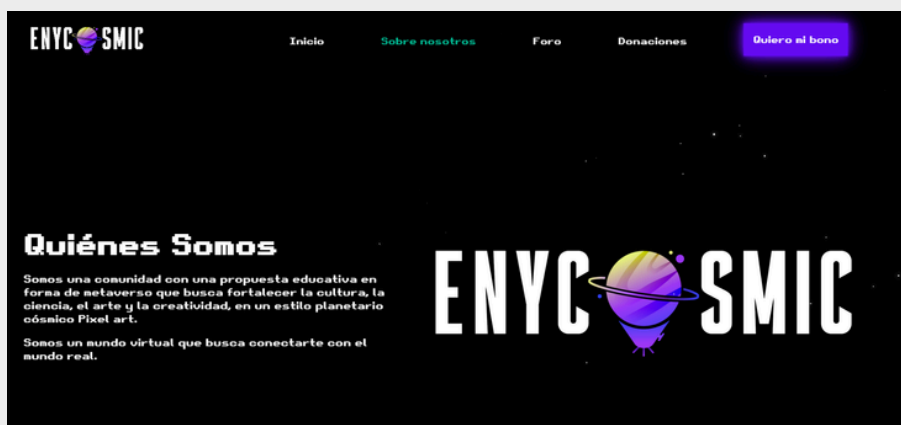 ENYCOSMIC
Inicio
Sobre nosotros
Foro
Donaciones
Quiero mi bono
Quiénes Somos
Somos una comunidad con una propuesta educativa en
forma de metaverso que busca fortalecer la cultura, la
ciencia, el arte y la creatividad, en un estilo planetario
cósmico Pixel art.
Somos un mundo virtual que busca conectarte con el
mundo real.
ENYCOSMIC